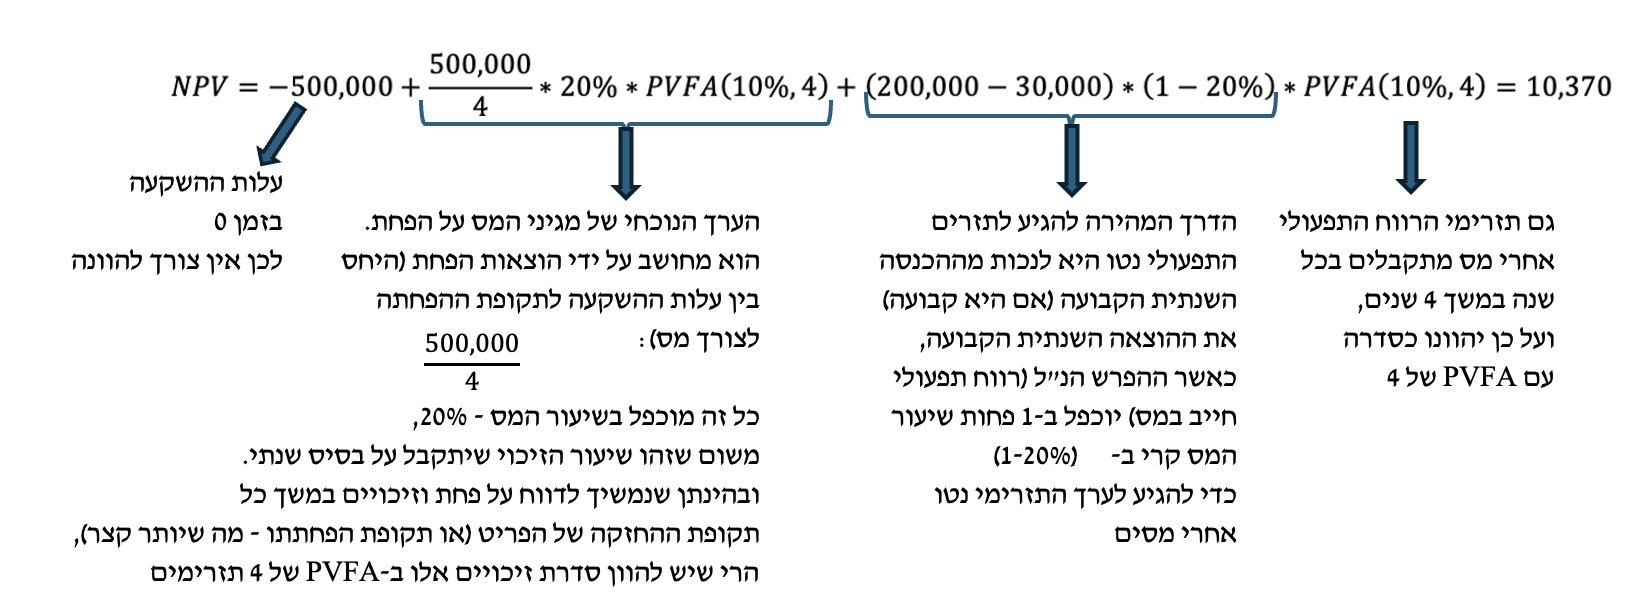 NPV = −500,000 + 500,000/4 * 20% * PVFA(10%, 4) + (200,000 − 30,000) * (1 − 20%) * PVFA(10%, 4) = 10,370
עלות ההשקעה
בזמן 0
לכן אין צורך להוונה
הערך הנוכחי של מגיני המס על הפחת.
הוא מחושב על ידי הוצאות הפחת (היחס
בין עלות ההשקעה לתקופת ההפחתה
לצורך מס): 500,000/4
כל זה מוכפל בשיעור המס - 20%,
משום שזהו שיעור הזיכוי שיתקבל על בסיס שנתי.
ובהינתן שנמשיך לדווח על פחת וזיכויים במשך כל
תקופת ההחזקה של הפריט (או תקופת הפחתתו - מה שיותר קצר),
הרי שיש להוון סדרת זיכויים אלו ב-PVFA של 4 תזרימים
הדרך המהירה להגיע לתזרים
התפעולי נטו היא לנכות מההכנסה
השנתית הקבועה (אם היא קבועה)
את ההוצאה השנתית הקבועה,
כאשר ההפרש הנ״ל (רווח תפעולי
חייב במס) יוכפל ב-1 פחות שיעור
המס קרי ב- (1-20%)
כדי להגיע לערך התזרימי נטו
אחרי מסים
גם תזרימי הרווח התפעולי
אחרי מס מתקבלים בכל
שנה במשך 4 שנים,
ועל כן יהוונו כסדרה
עם PVFA של 4